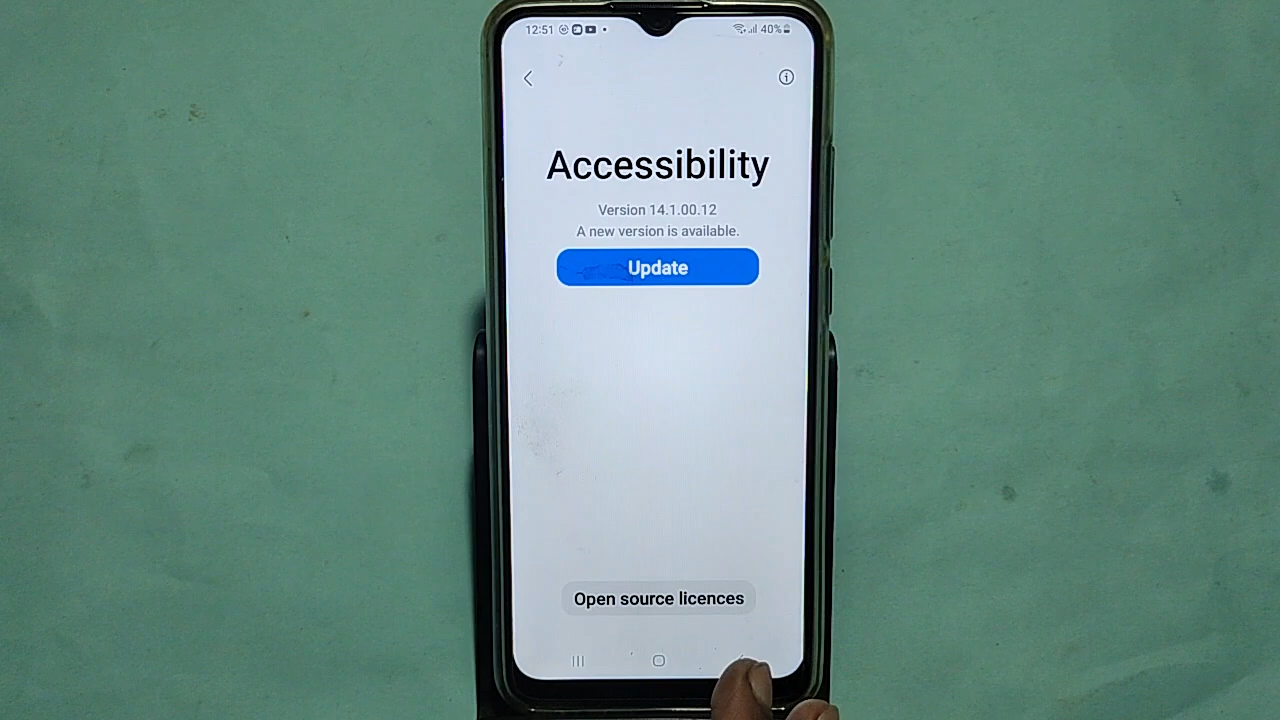 12:51
40%
Accessibility
Version 14.1.00.12
A new version is available.
Update
Open source licences